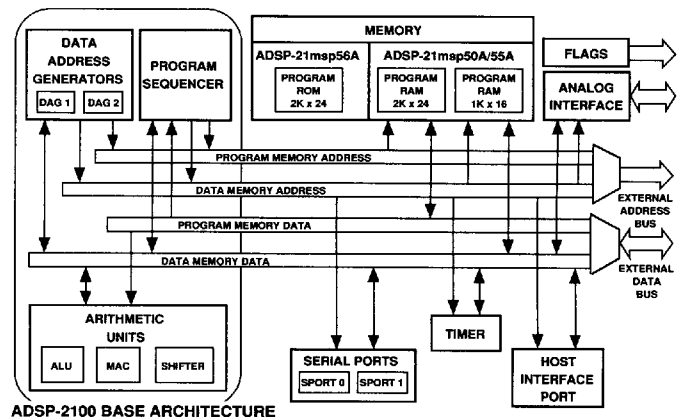 MEMORY
DATA
ADDRESS
GENERATORS
DAG 1
DAG 2
PROGRAM
SEQUENCER
ADSP-21msp56A
PROGRAM
ROM
2K x 24
ADSP-21msp50A/55A
PROGRAM
RAM
2K x 24
PROGRAM
RAM
1K x 16
FLAGS
ANALOG
INTERFACE
PROGRAM MEMORY ADDRESS
DATA MEMORY ADDRESS
PROGRAM MEMORY DATA
DATA MEMORY DATA
EXTERNAL
ADDRESS
BUS
EXTERNAL
DATA
BUS
ARITHMETIC
UNITS
ALU
MAC
SHIFTER
SERIAL PORTS
SPORT 0
SPORT 1
TIMER
HOST
INTERFACE
PORT
ADSP-2100 BASE ARCHITECTURE